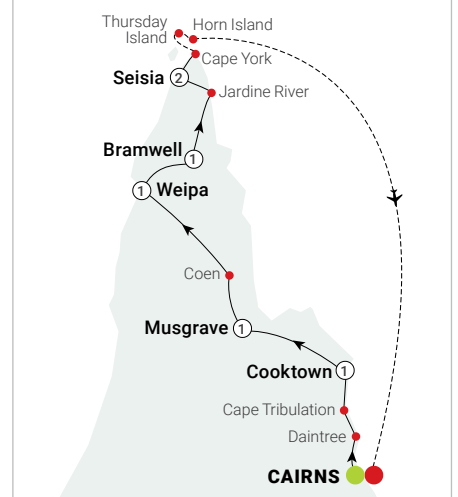 Thursday
Island
Horn Island
Cape York
Seisia
2
Jardine River
Bramwell
1
1
Weipa
Coen
Musgrave
1
Cooktown
1
Cape Tribulation
Daintree
CAIRNS